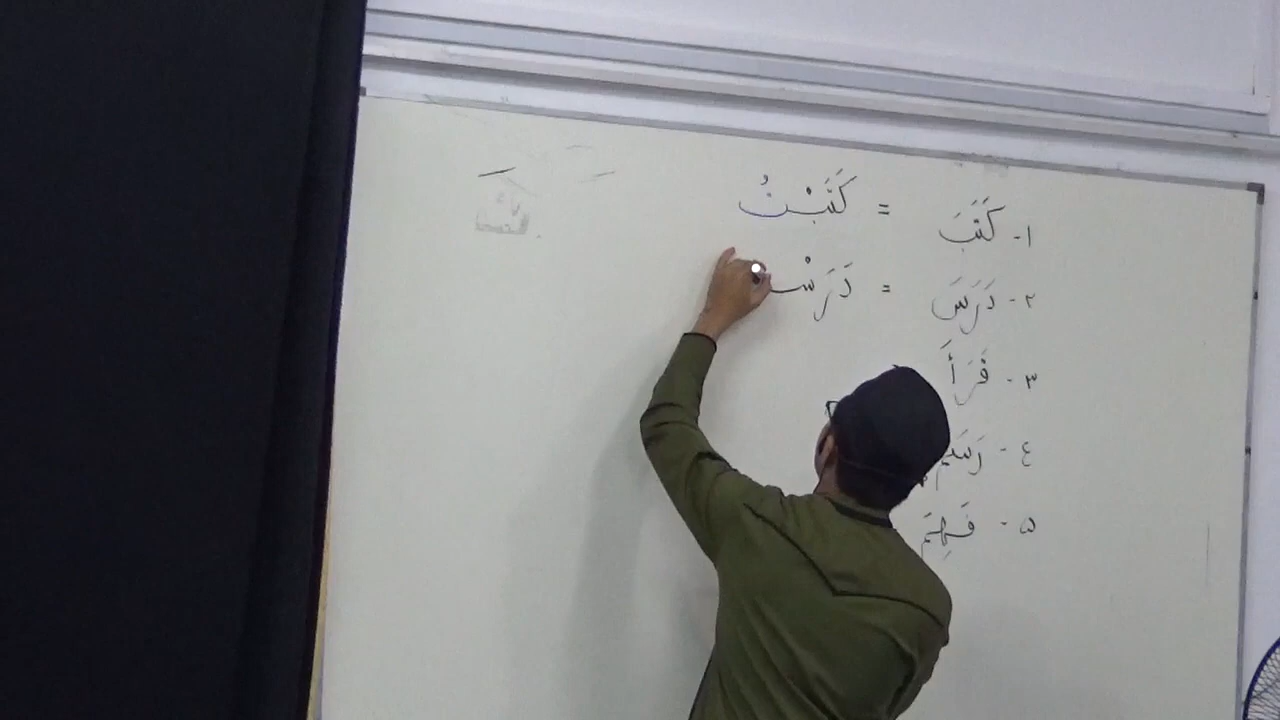 ١- كَتَبَ = كَتَبْتُ
٢- دَرَسَ = دَرَسْـ
٣- قَرَأَ
٤- رَسَمَ
٥- فَهِمَ